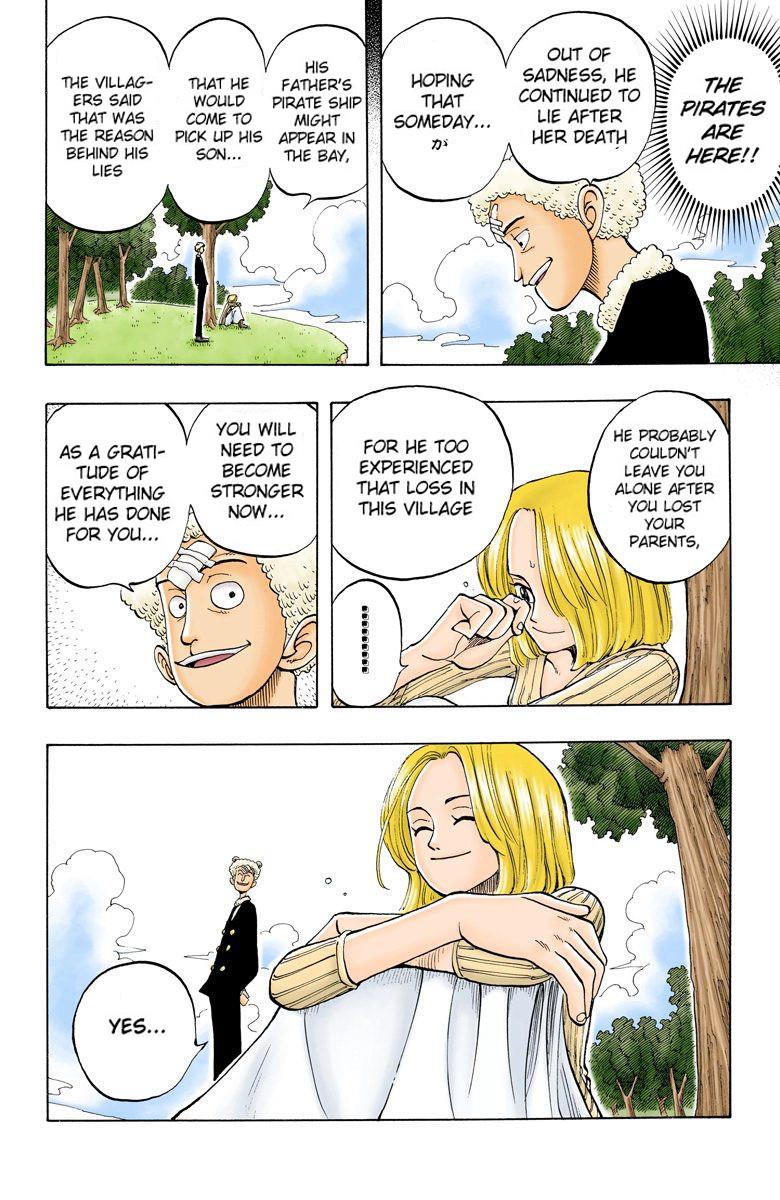 THE
PIRATES
ARE
HERE!!
OUT OF
SADNESS, HE
CONTINUED TO
LIE AFTER
HER DEATH
HOPING
THAT
SOMEDAY...
が
HIS
FATHER'S
PIRATE SHIP
MIGHT
APPEAR IN
THE BAY,
THAT HE
WOULD
COME TO
PICK UP HIS
SON...
THE VILLAG-
ERS SAID
THAT WAS
THE REASON
BEHIND HIS
LIES
HE PROBABLY
COULDN'T
LEAVE YOU
ALONE AFTER
YOU LOST
YOUR
PARENTS,
FOR HE TOO
EXPERIENCED
THAT LOSS IN
THIS VILLAGE
..........
YOU WILL
NEED TO
BECOME
STRONGER
NOW...
AS A GRATI-
TUDE OF
EVERYTHING
HE HAS DONE
FOR YOU...
YES...